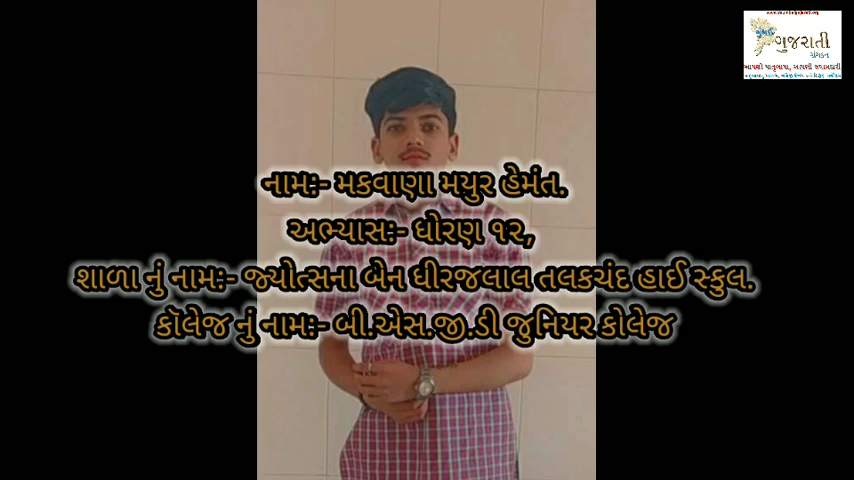 ગુજરાતી
નામઃ- મકવાણા મયુર હેમંત.
અભ્યાસઃ- ધોરણ ૧૨,
શાળા નું નામઃ- જ્યોત્સના બેન ધીરજલાલ તલકચંદ હાઈ સ્કુલ.
કૉલેજ નું નામઃ- બી.એસ.જી.ડી જુનિયર કોલેજ